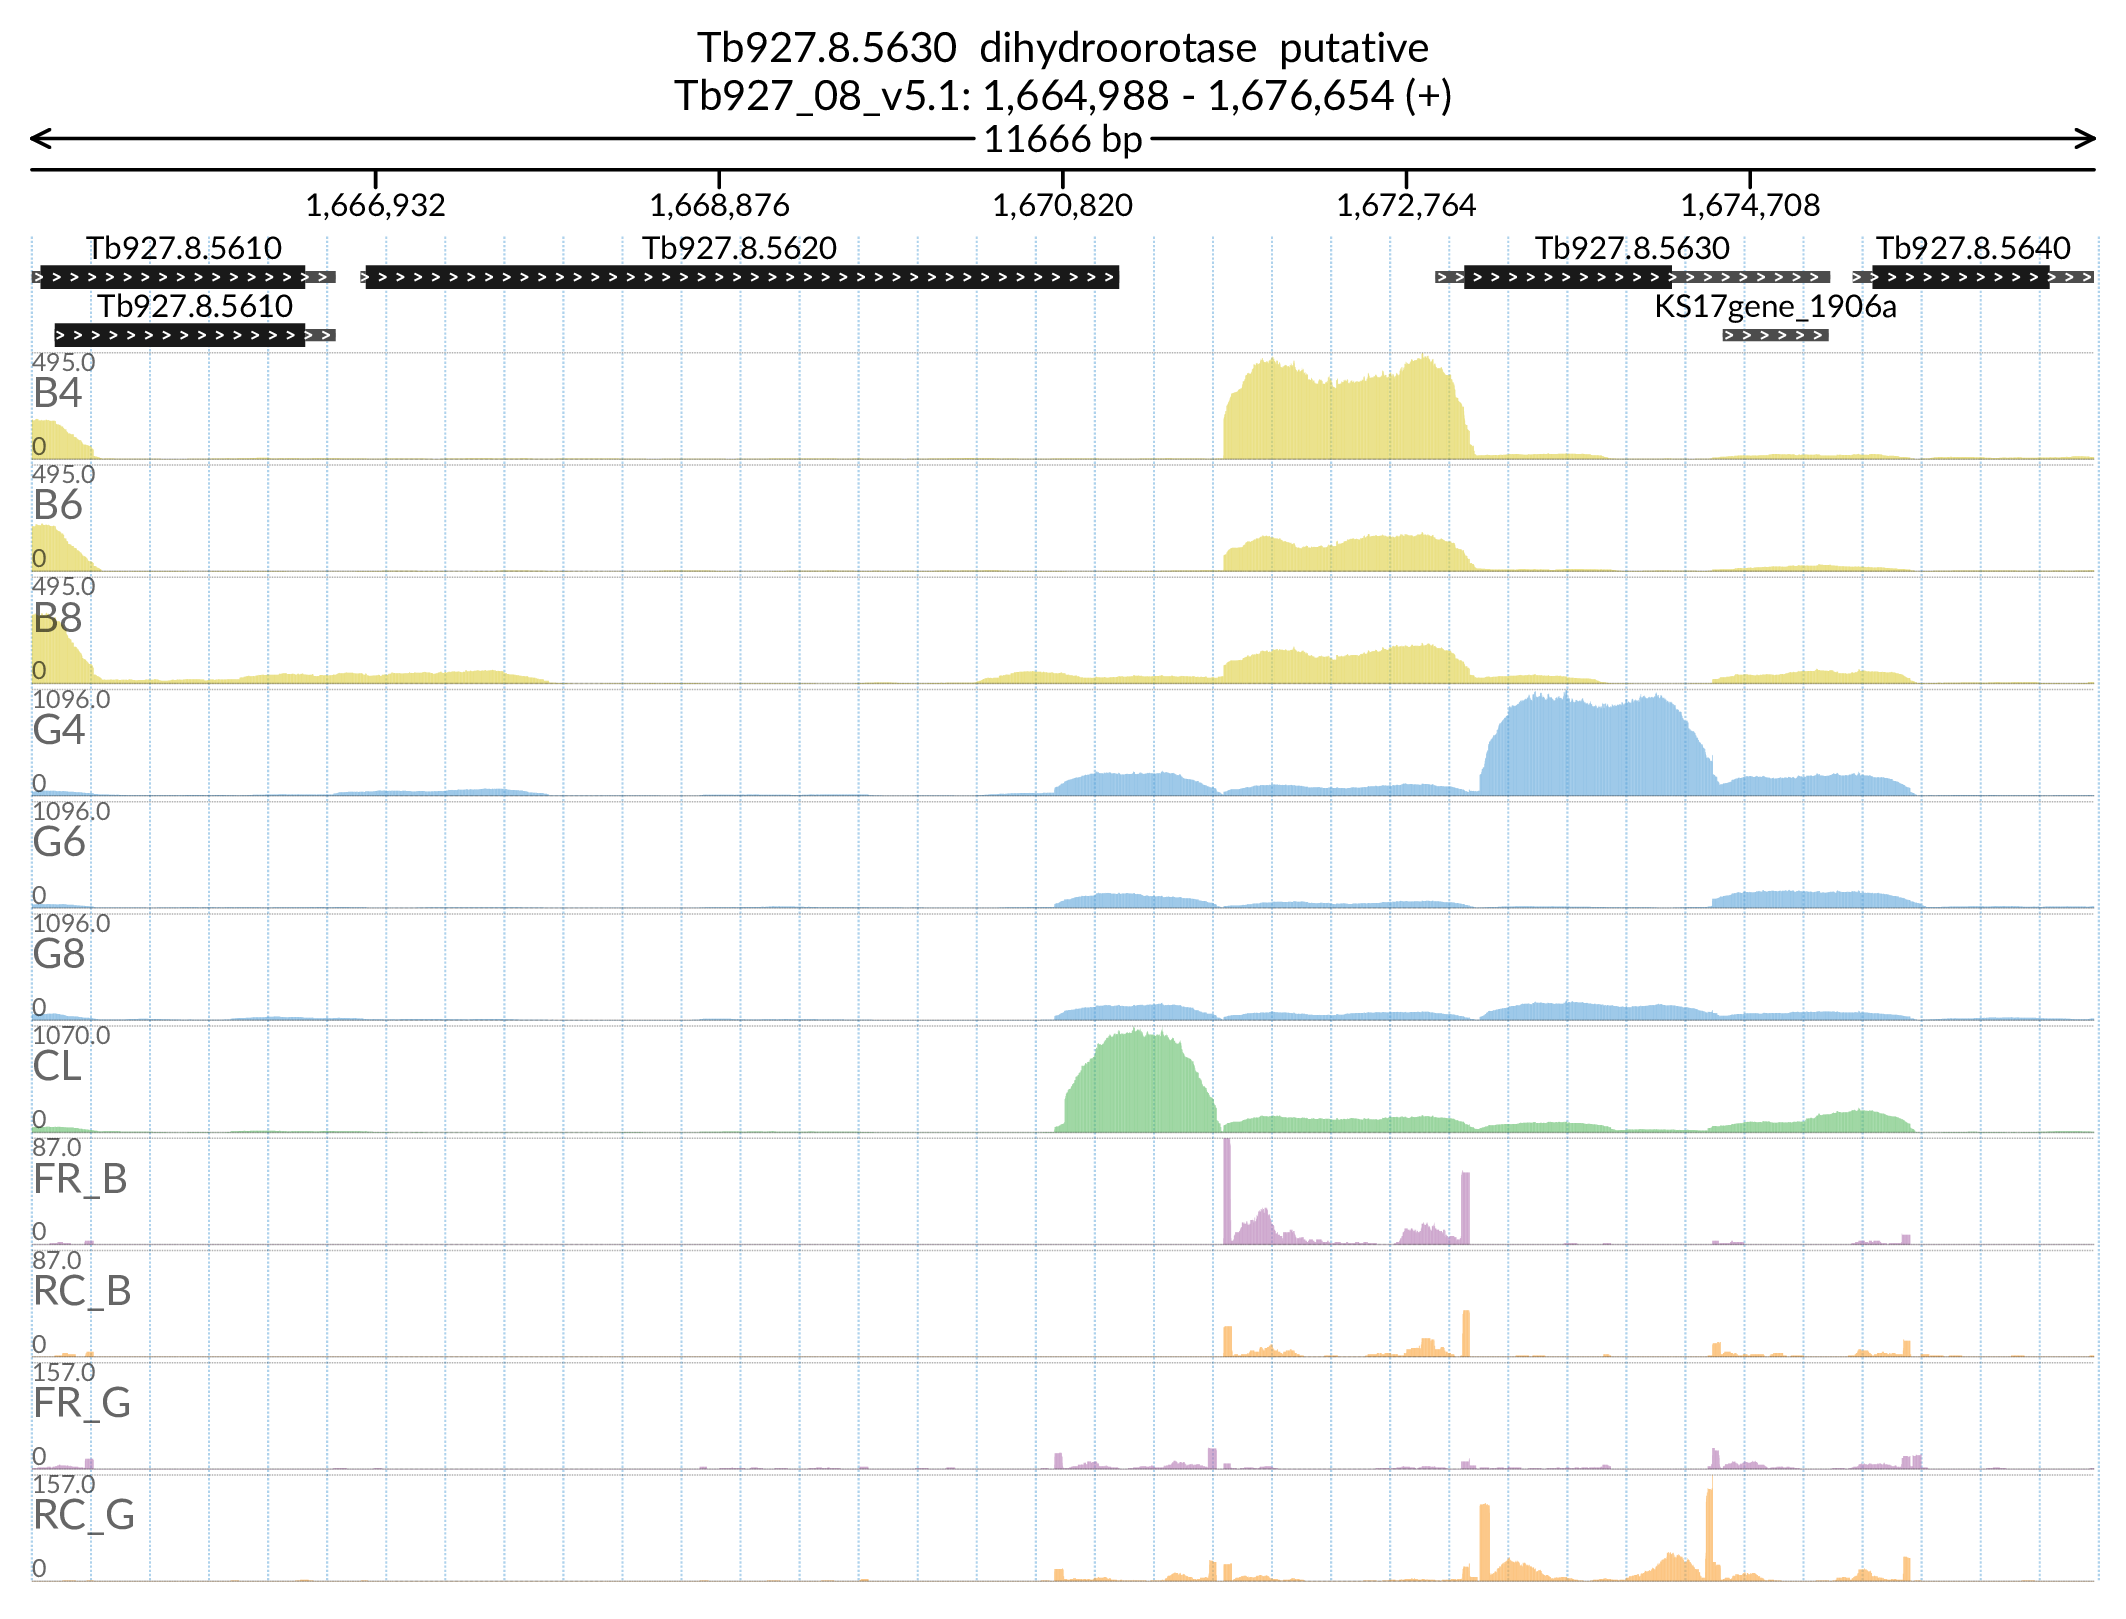 Tb927.8.5630 dihydroorotase putative
Tb927_08_v5.1: 1,664,988 - 1,676,654 (+)
11666 bp
1,666,932 1,668,876 1,670,820 1,672,764 1,674,708
Tb927.8.5610 Tb927.8.5620 Tb927.8.5630 Tb927.8.5640
Tb927.8.5610 KS17gene_1906a
495.0
B4
0
495.0
B6
0
495.0
B8
0
1096.0
G4
0
1096.0
G6
0
1096.0
G8
0
1070.0
CL
0
87.0
FR_B
0
87.0
RC_B
0
157.0
FR_G
0
157.0
RC_G
0